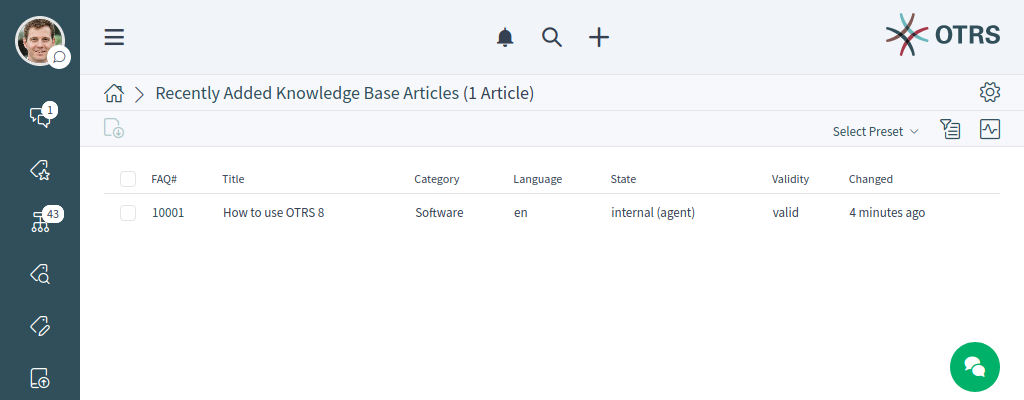 OTRS
1
43
Recently Added Knowledge Base Articles (1 Article)
Select Preset
FAQ# Title Category Language State Validity Changed
10001 How to use OTRS 8 Software en internal (agent) valid 4 minutes ago